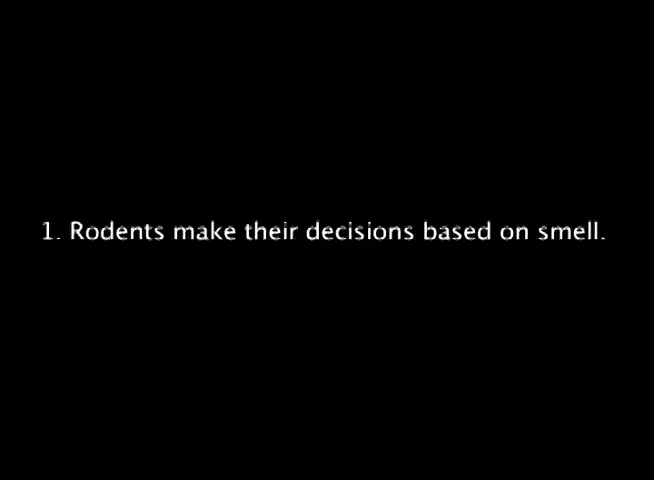 1. Rodents make their decisions based on smell.